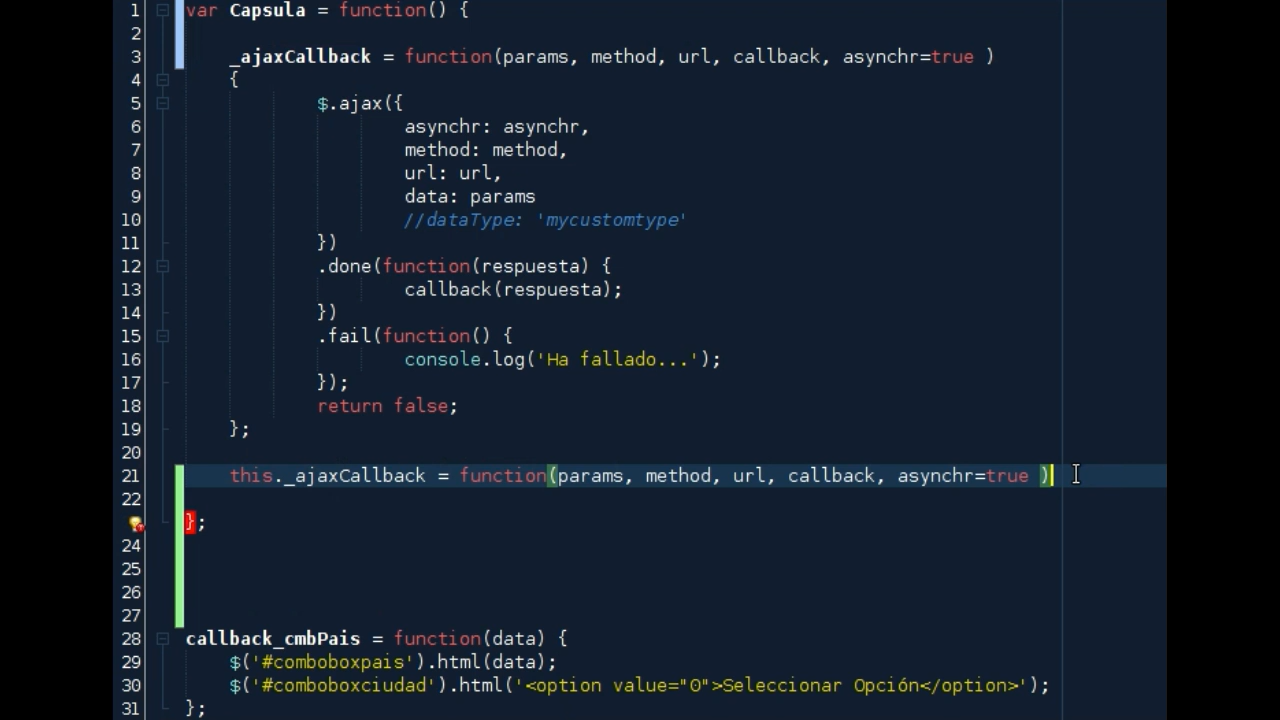 1 var Capsula = function() {
2
3 _ajaxCallback = function(params, method, url, callback, asynchr=true )
4 {
5 $.ajax({
6 asynchr: asynchr,
7 method: method,
8 url: url,
9 data: params
10 //dataType: 'mycustomtype'
11 })
12 .done(function(respuesta) {
13 callback(respuesta);
14 })
15 .fail(function() {
16 console.log('Ha fallado...');
17 });
18 return false;
19 };
20
21 this._ajaxCallback = function(params, method, url, callback, asynchr=true )
22
};
24
25
26
27
28 callback_cmbPais = function(data) {
29 $('#comboboxpais').html(data);
30 $('#comboboxciudad').html('<option value="0">Seleccionar Opción</option>');
31 };